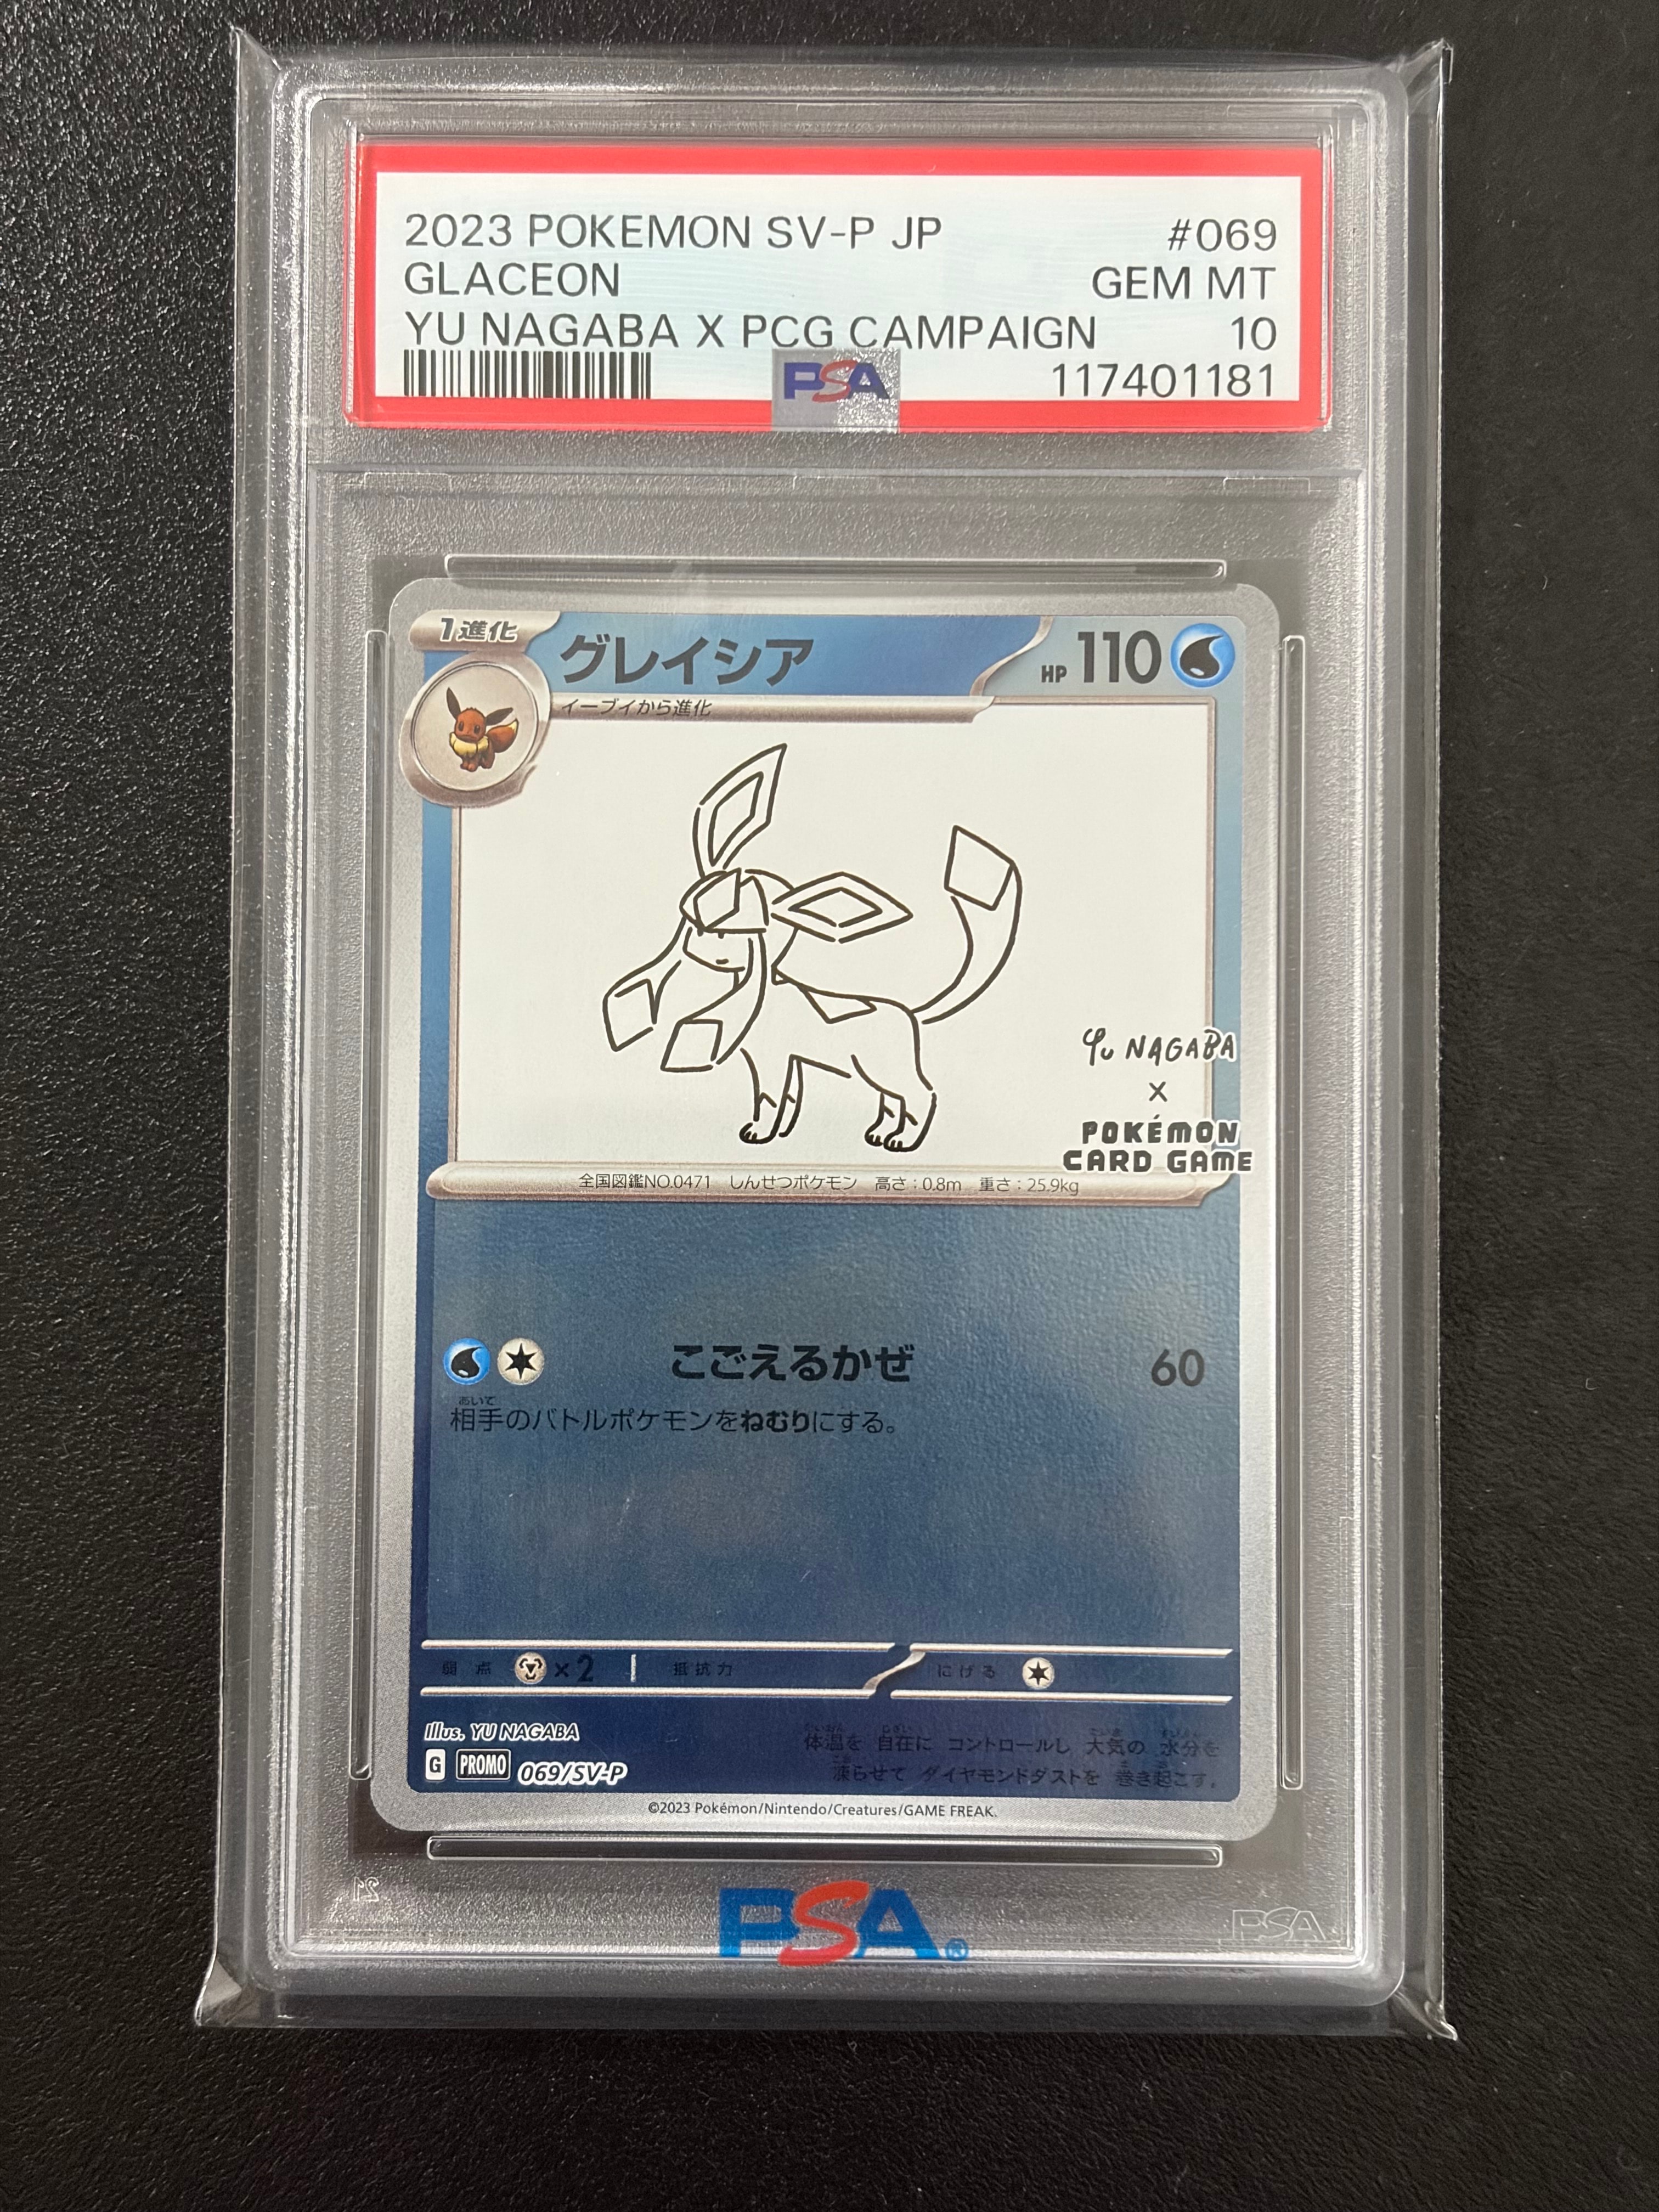 2023 POKEMON SV-P JP #069
GLACEON GEM MT
YU NAGABA X PCG CAMPAIGN 10
PSA 117401181
1進化 グレイシア HP 110
イーブイから進化
Yu NAGABA
×
POKÉMON
CARD GAME
全国図鑑NO.0471 しんせつポケモン 高さ:0.8m 重さ:25.9kg
こごえるかぜ 60
あいて
相手のバトルポケモンをねむりにする。
弱点 ×2 抵抗力 にげる
Illus. YU NAGABA
体温を 自在に コントロールし 大気の 水分を
G PROMO 069/SV-P
凍らせて ダイヤモンドダストを 巻き起こす。
©2023 Pokémon/Nintendo/Creatures/GAME FREAK.
PSA®
PSA